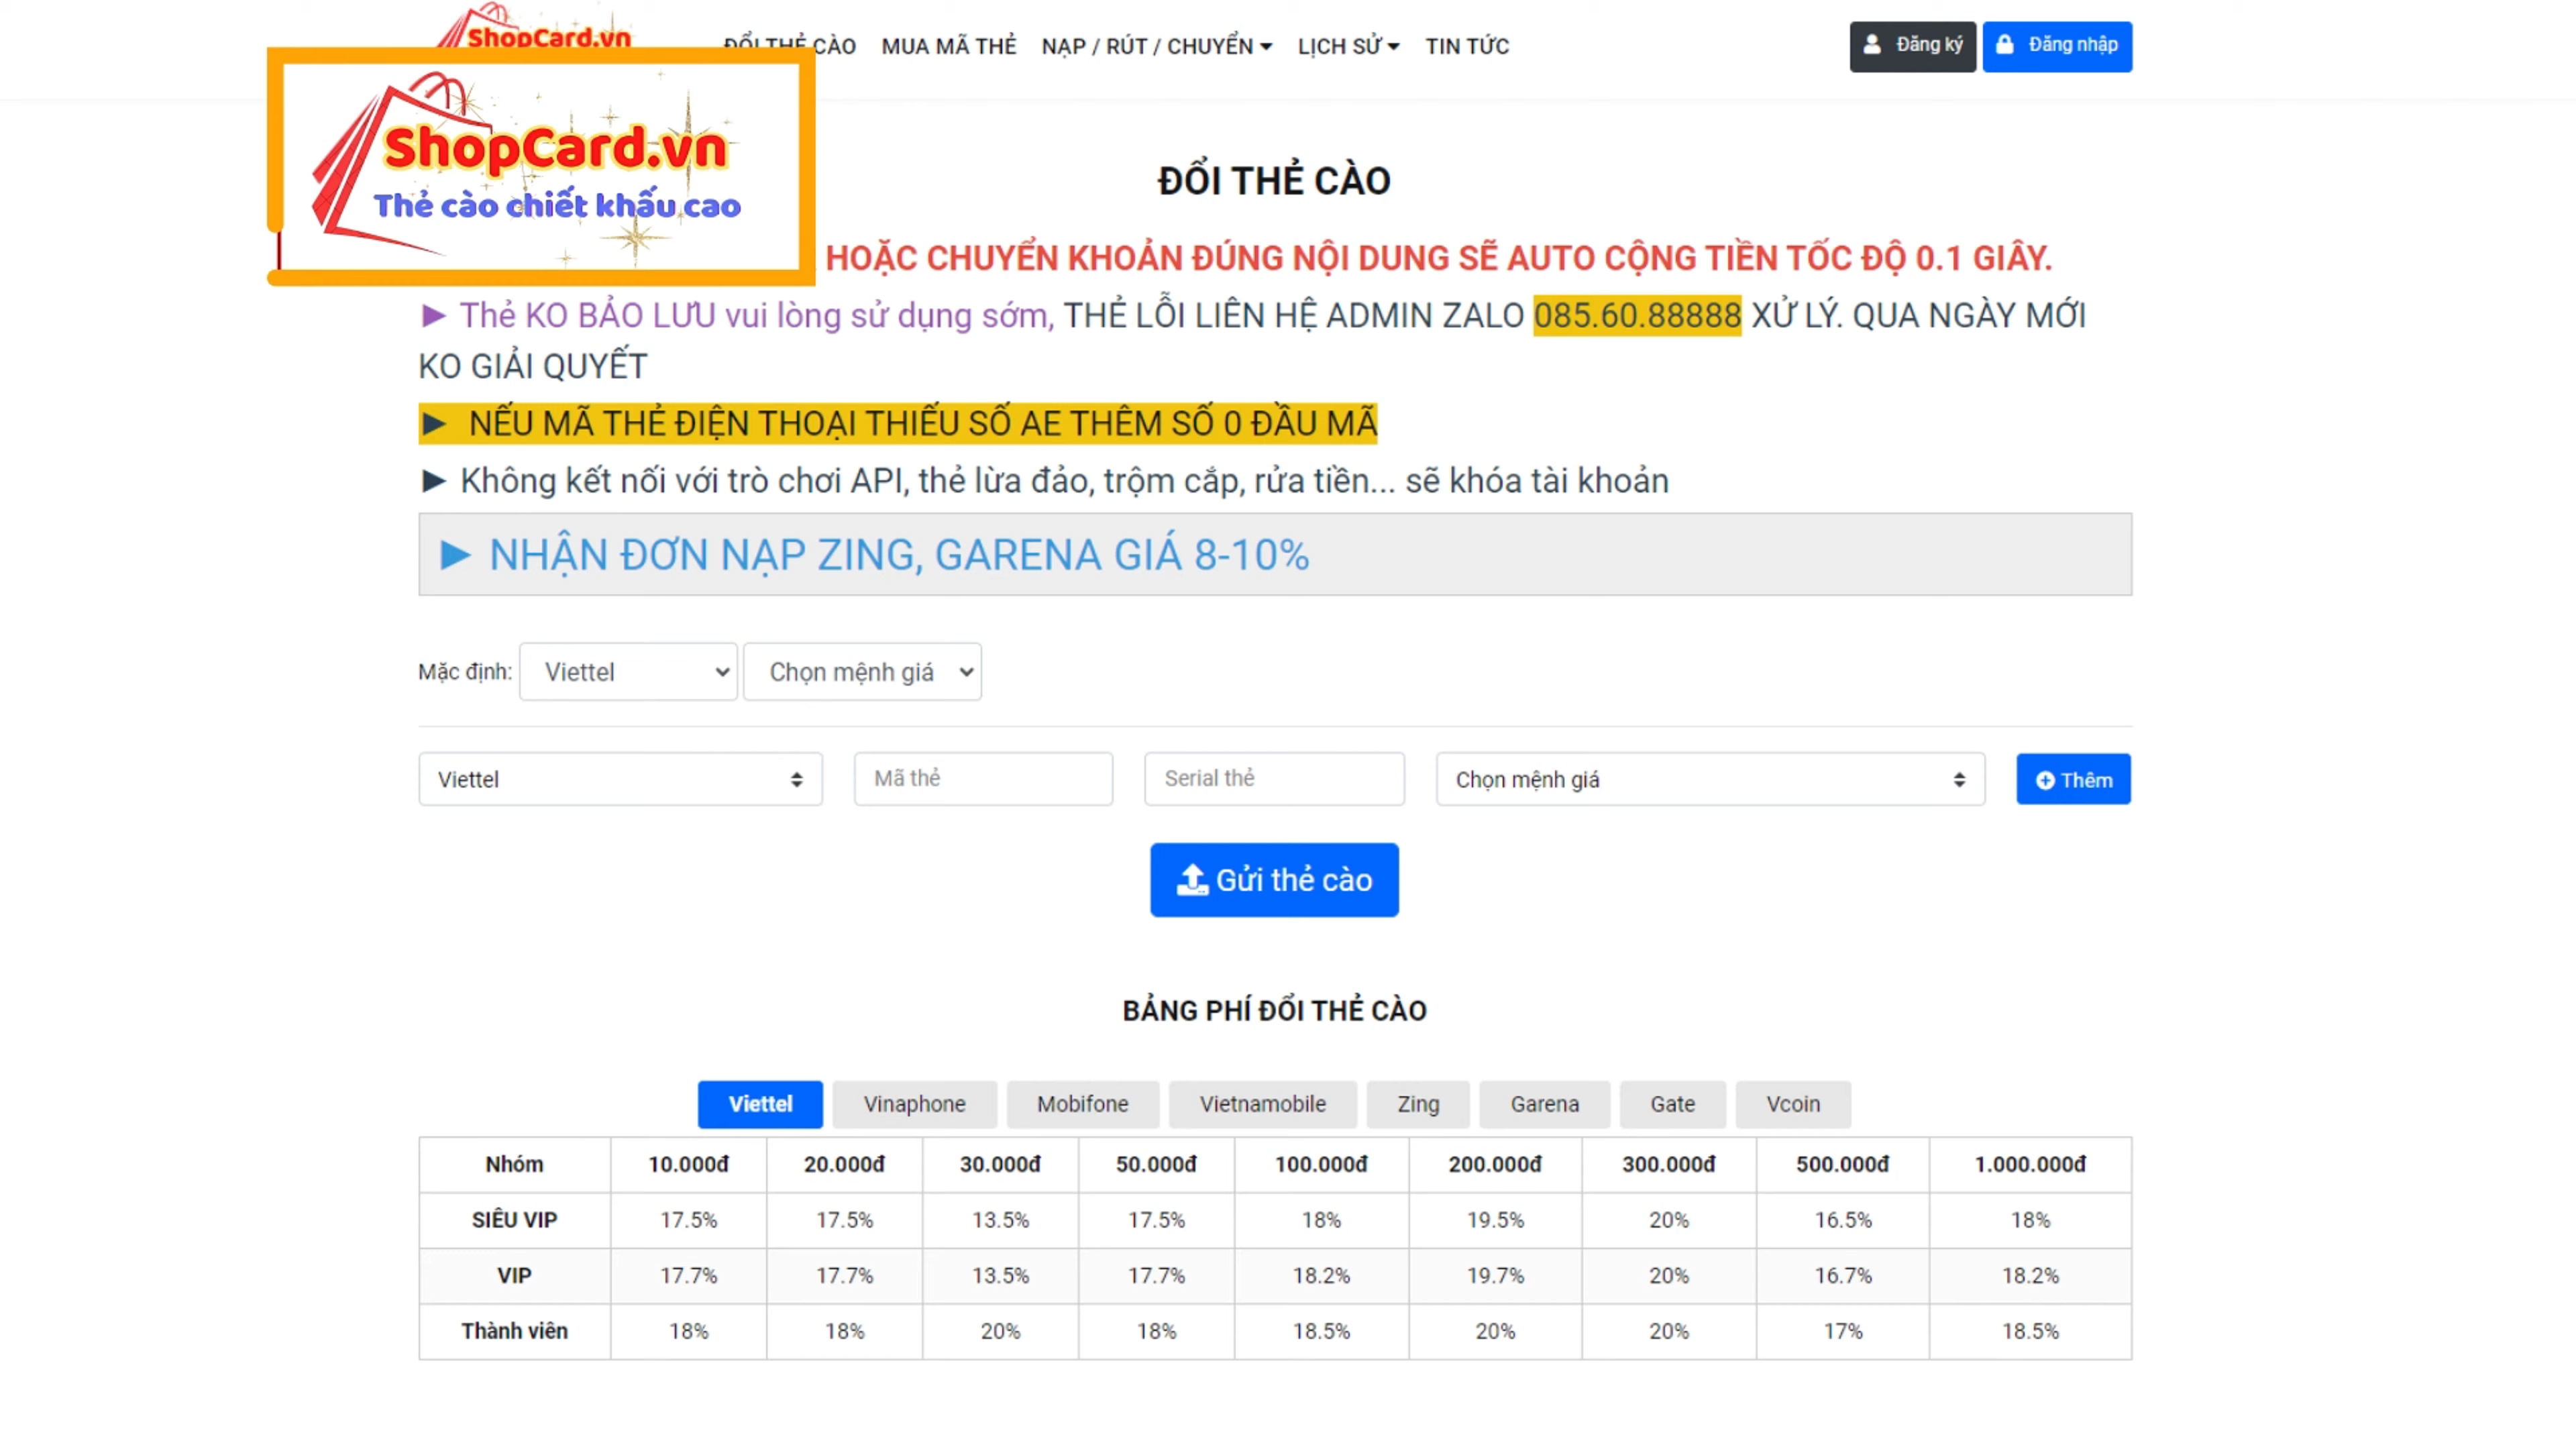 ShopCard.vn
ĐỔI THẺ CÀO MUA MÃ THẺ NẠP / RÚT / CHUYỂN LỊCH SỬ TIN TỨC Đăng ký Đăng nhập
ShopCard.vn
Thẻ cào chiết khấu cao
ĐỔI THẺ CÀO
HOẶC CHUYỂN KHOẢN ĐÚNG NỘI DUNG SẼ AUTO CỘNG TIỀN TỐC ĐỘ 0.1 GIÂY.
► Thẻ KO BẢO LƯU vui lòng sử dụng sớm, THẺ LỖI LIÊN HỆ ADMIN ZALO 085.60.88888 XỬ LÝ. QUA NGÀY MỚI
KO GIẢI QUYẾT
► NẾU MÃ THẺ ĐIỆN THOẠI THIẾU SỐ AE THÊM SỐ 0 ĐẦU MÃ
► Không kết nối với trò chơi API, thẻ lừa đảo, trộm cắp, rửa tiền... sẽ khóa tài khoản
► NHẬN ĐƠN NẠP ZING, GARENA GIÁ 8-10%
Mặc định: Viettel Chọn mệnh giá
Viettel Mã thẻ Serial thẻ Chọn mệnh giá Thêm
Gửi thẻ cào
BẢNG PHÍ ĐỔI THẺ CÀO
Viettel Vinaphone Mobifone Vietnamobile Zing Garena Gate Vcoin
Nhóm 10.000đ 20.000đ 30.000đ 50.000đ 100.000đ 200.000đ 300.000đ 500.000đ 1.000.000đ
SIÊU VIP 17.5% 17.5% 13.5% 17.5% 18% 19.5% 20% 16.5% 18%
VIP 17.7% 17.7% 13.5% 17.7% 18.2% 19.7% 20% 16.7% 18.2%
Thành viên 18% 18% 20% 18% 18.5% 20% 20% 17% 18.5%